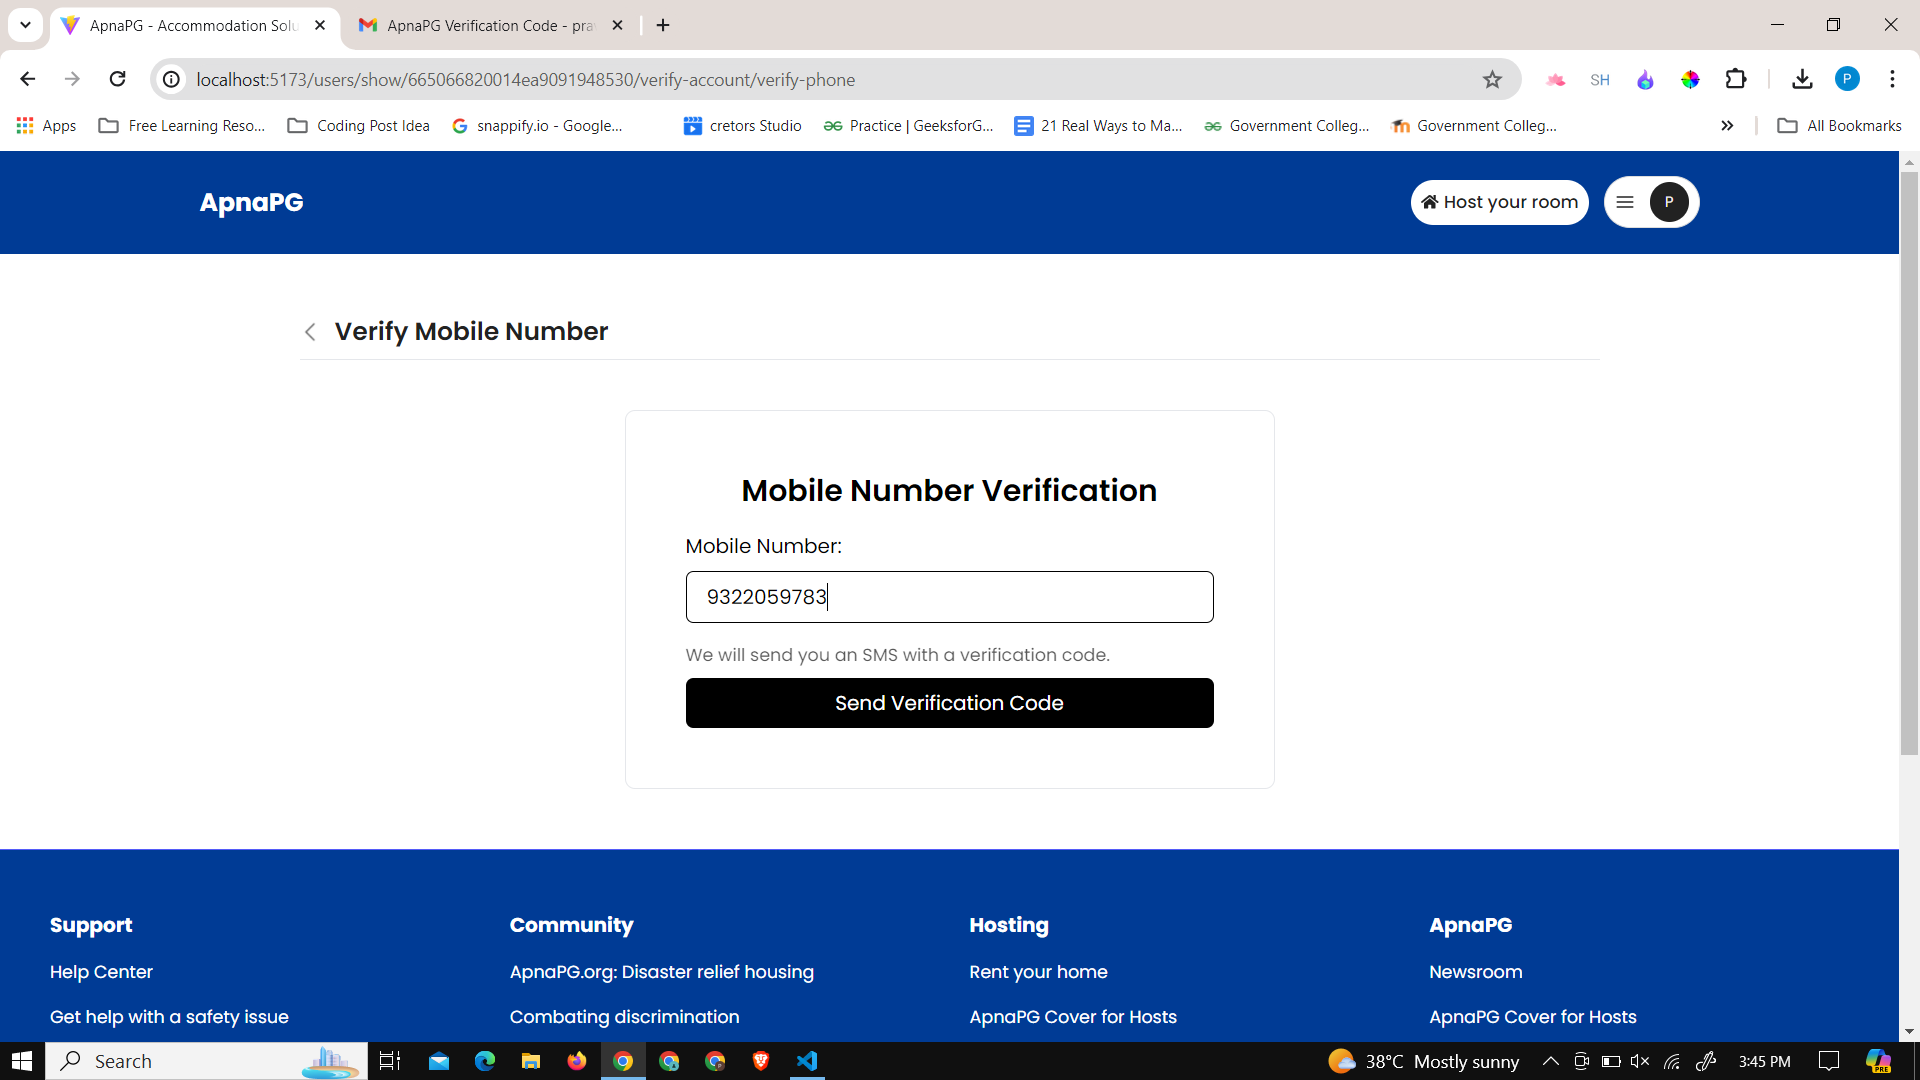 ApnaPG - Accommodation Solu
ApnaPG Verification Code - pra
localhost:5173/users/show/665066820014ea9091948530/verify-account/verify-phone
SH
P
Apps
Free Learning Reso...
Coding Post Idea
snappify.io - Google...
cretors Studio
Practice | GeeksforG...
21 Real Ways to Ma...
Government Colleg...
Government Colleg...
All Bookmarks
ApnaPG
Host your room
P
Verify Mobile Number
Mobile Number Verification
Mobile Number:
9322059783
We will send you an SMS with a verification code.
Send Verification Code
Support
Community
Hosting
ApnaPG
Help Center
ApnaPG.org: Disaster relief housing
Rent your home
Newsroom
Get help with a safety issue
Combating discrimination
ApnaPG Cover for Hosts
ApnaPG Cover for Hosts
Search
38°C Mostly sunny
3:45 PM
PRE